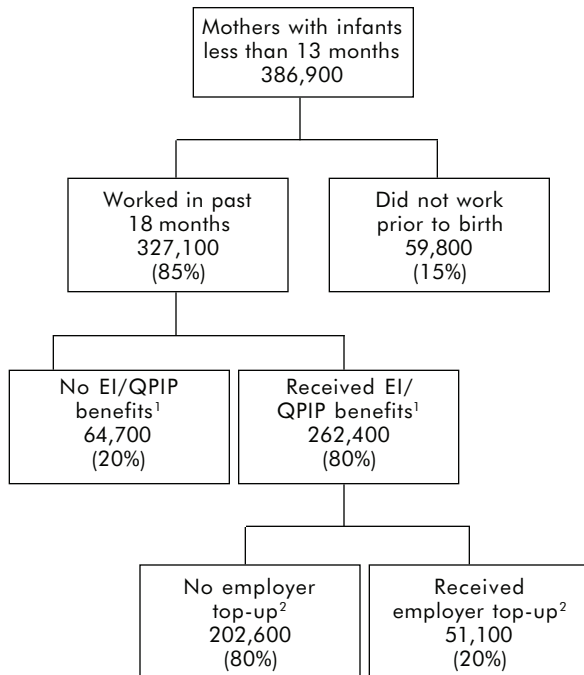 Mothers with infants
less than 13 months
386,900
Worked in past
18 months
327,100
(85%)
Did not work
prior to birth
59,800
(15%)
No EI/QPIP
benefits¹
64,700
(20%)
Received EI/
QPIP benefits¹
262,400
(80%)
No employer
top-up²
202,600
(80%)
Received
employer top-up²
51,100
(20%)